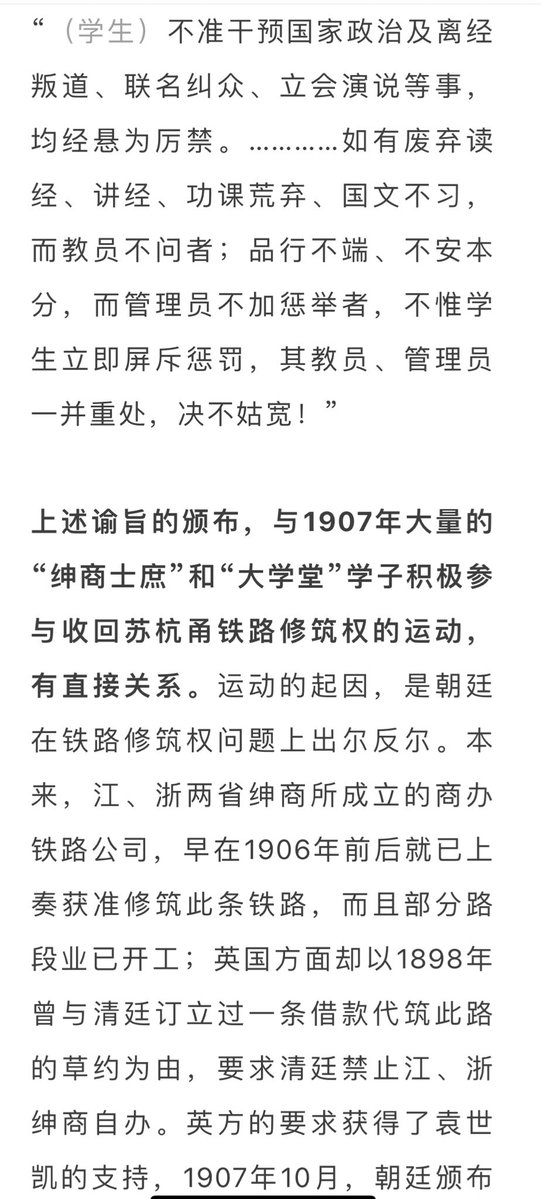 “（学生）不准干预国家政治及离经
叛道、联名纠众、立会演说等事，
均经悬为厉禁。…………如有废弃读
经、讲经、功课荒弃、国文不习，
而教员不问者；品行不端、不安本
分，而管理员不加惩举者，不惟学
生立即屏斥惩罚，其教员、管理员
一并重处，决不姑宽！”
上述谕旨的颁布，与1907年大量的
“绅商士庶”和“大学堂”学子积极参
与收回苏杭甬铁路修筑权的运动，
有直接关系。运动的起因，是朝廷
在铁路修筑权问题上出尔反尔。本
来，江、浙两省绅商所成立的商办
铁路公司，早在1906年前后就已上
奏获准修筑此条铁路，而且部分路
段业已开工；英国方面却以1898年
曾与清廷订立过一条借款代筑此路
的草约为由，要求清廷禁止江、浙
绅商自办。英方的要求获得了袁世
凯的支持，1907年10月，朝廷颁布